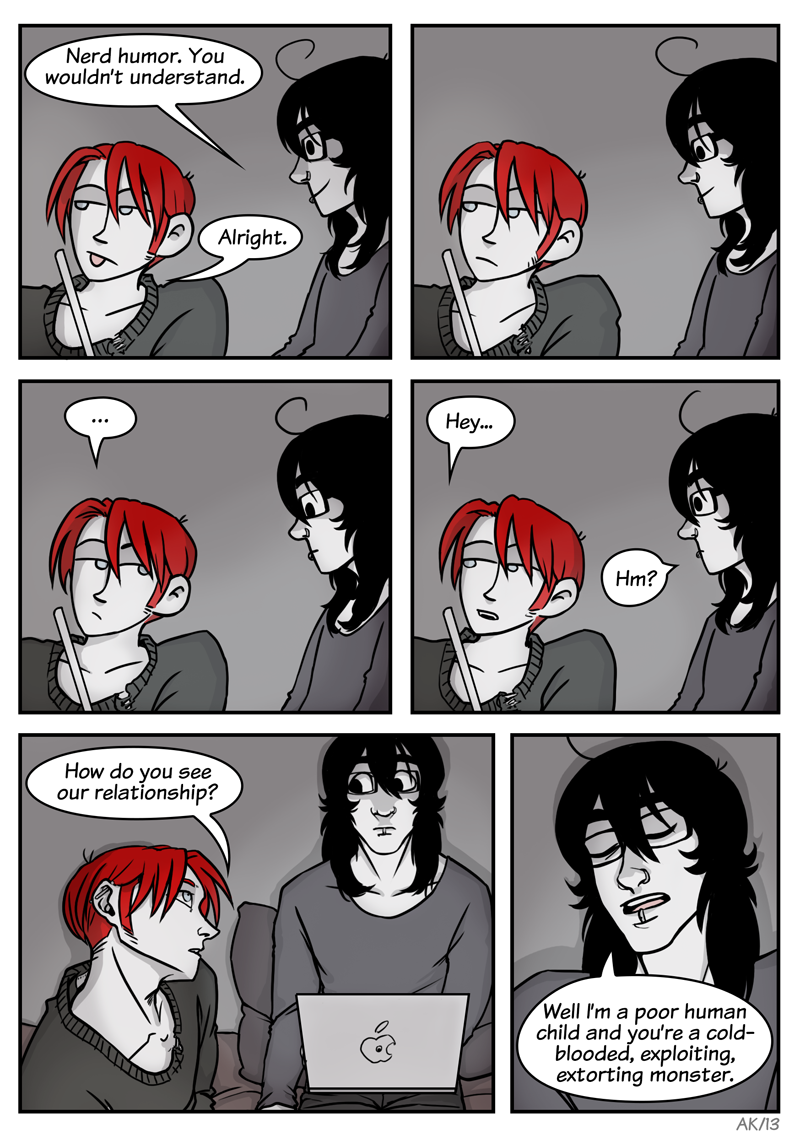 Nerd humor. You
wouldn't understand.
Alright.
...
Hey...
Hm?
How do you see
our relationship?
Well I'm a poor human
child and you're a cold-
blooded, exploiting,
extorting monster.
AK/13